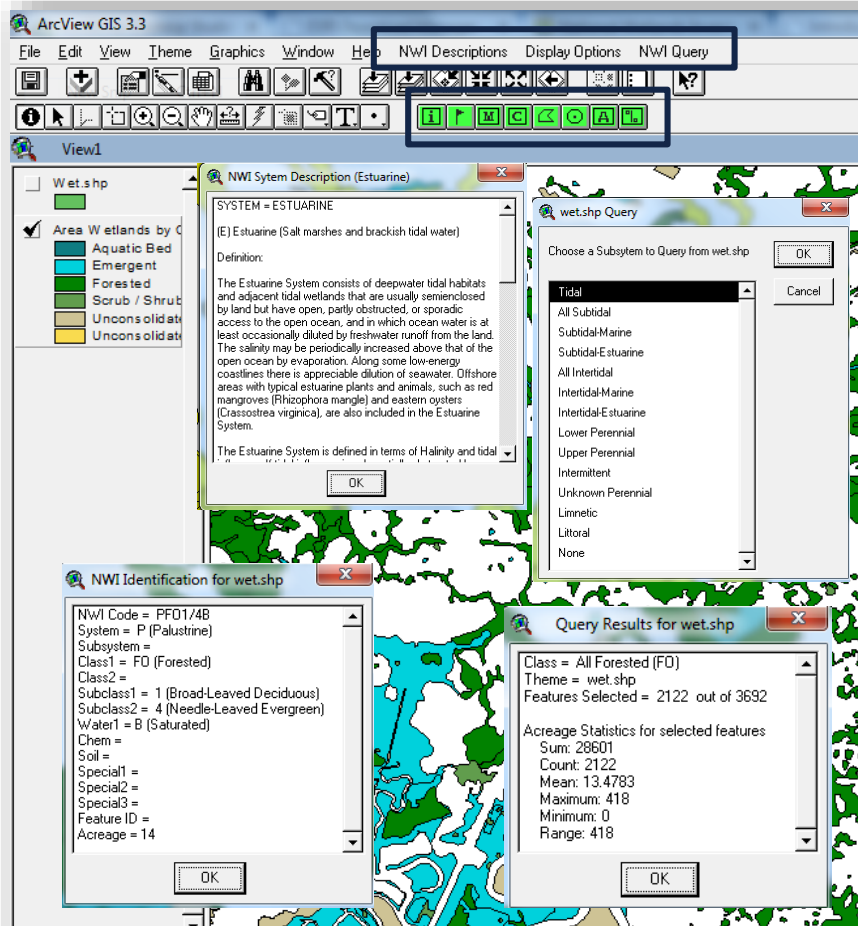 ArcView GIS 3.3
File Edit View Theme Graphics Window Help NWI Descriptions Display Options NWI Query
M C A
T
View1
Wet.shp
Area Wetlands by C
Aquatic Bed
Emergent
Forested
Scrub / Shrub
Unconsolidate
Unconsolidate
NWI Sytem Description (Estuarine)
SYSTEM = ESTUARINE
(E) Estuarine (Salt marshes and brackish tidal water)
Definition:
The Estuarine System consists of deepwater tidal habitats
and adjacent tidal wetlands that are usually semienclosed
by land but have open, partly obstructed, or sporadic
access to the open ocean, and in which ocean water is at
least occasionally diluted by freshwater runoff from the land.
The salinity may be periodically increased above that of the
open ocean by evaporation. Along some low-energy
coastlines there is appreciable dilution of seawater. Offshore
areas with typical estuarine plants and animals, such as red
mangroves (Rhizophora mangle) and eastern oysters
(Crassostrea virginica), are also included in the Estuarine
System.
The Estuarine System is defined in terms of Halinity and tidal
OK
wet.shp Query
Choose a Subsytem to Query from wet.shp
OK
Cancel
Tidal
All Subtidal
Subtidal-Marine
Subtidal-Estuarine
All Intertidal
Intertidal-Marine
Intertidal-Estuarine
Lower Perennial
Upper Perennial
Intermittent
Unknown Perennial
Limnetic
Littoral
None
NWI Identification for wet.shp
NWI Code = PFO1/4B
System = P (Palustrine)
Subsystem =
Class1 = FO (Forested)
Class2 =
Subclass1 = 1 (Broad-Leaved Deciduous)
Subclass2 = 4 (Needle-Leaved Evergreen)
Water1 = B (Saturated)
Chem =
Soil =
Special1 =
Special2 =
Special3 =
Feature ID =
Acreage = 14
OK
Query Results for wet.shp
Class = All Forested (FO)
Theme = wet.shp
Features Selected = 2122 out of 3692
Acreage Statistics for selected features
Sum: 28601
Count: 2122
Mean: 13.4783
Maximum: 418
Minimum: 0
Range: 418
OK